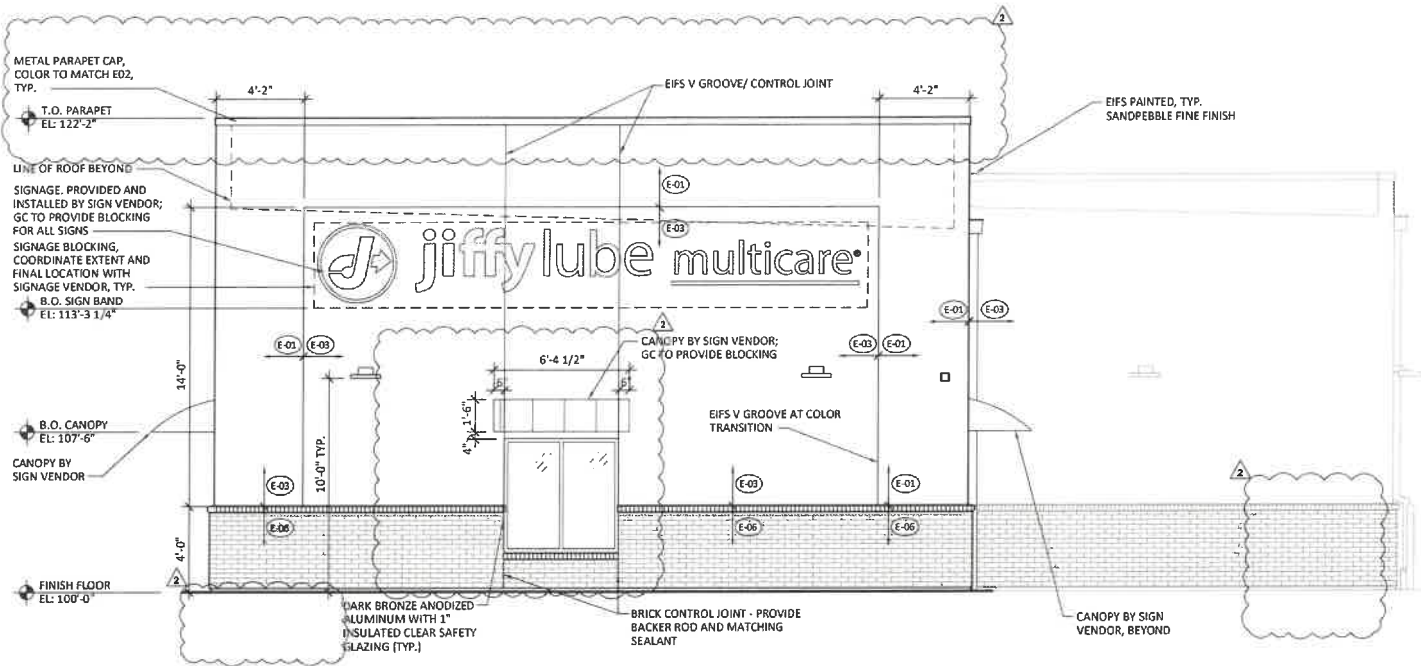 2
METAL PARAPET CAP,
COLOR TO MATCH E02,
TYP.
4'-2"
EIFS V GROOVE/ CONTROL JOINT
4'-2"
EIFS PAINTED, TYP.
SANDPEBBLE FINE FINISH
T.O. PARAPET
EL: 122'-2"
LINE OF ROOF BEYOND
SIGNAGE. PROVIDED AND
INSTALLED BY SIGN VENDOR;
GC TO PROVIDE BLOCKING
FOR ALL SIGNS
SIGNAGE BLOCKING,
COORDINATE EXTENT AND
FINAL LOCATION WITH
SIGNAGE VENDOR, TYP.
B.O. SIGN BAND
EL: 113'-3 1/4"
E-01
E-03
jiffy lube multicare
E-01 E-03
2
CANOPY BY SIGN VENDOR;
GC TO PROVIDE BLOCKING
E-01 E-03
E-03 E-01
6'-4 1/2"
6"
6"
14'-0"
1'-6"
4"
10'-0" TYP.
EIFS V GROOVE AT COLOR
TRANSITION
B.O. CANOPY
EL: 107'-6"
CANOPY BY
SIGN VENDOR
2
E-03
E-06
E-03
E-06
E-01
E-06
4'-0"
2
FINISH FLOOR
EL: 100'-0"
DARK BRONZE ANODIZED
ALUMINUM WITH 1"
INSULATED CLEAR SAFETY
GLAZING (TYP.)
BRICK CONTROL JOINT - PROVIDE
BACKER ROD AND MATCHING
SEALANT
CANOPY BY SIGN
VENDOR, BEYOND